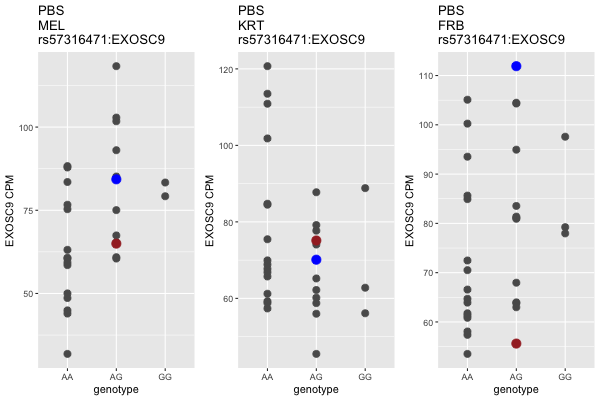 PBS
MEL
rs57316471:EXOSC9
EXOSC9 CPM
100
75
50
AA
AG
GG
genotype
PBS
KRT
rs57316471:EXOSC9
EXOSC9 CPM
120
100
80
60
AA
AG
GG
genotype
PBS
FRB
rs57316471:EXOSC9
EXOSC9 CPM
110
100
90
80
70
60
AA
AG
GG
genotype